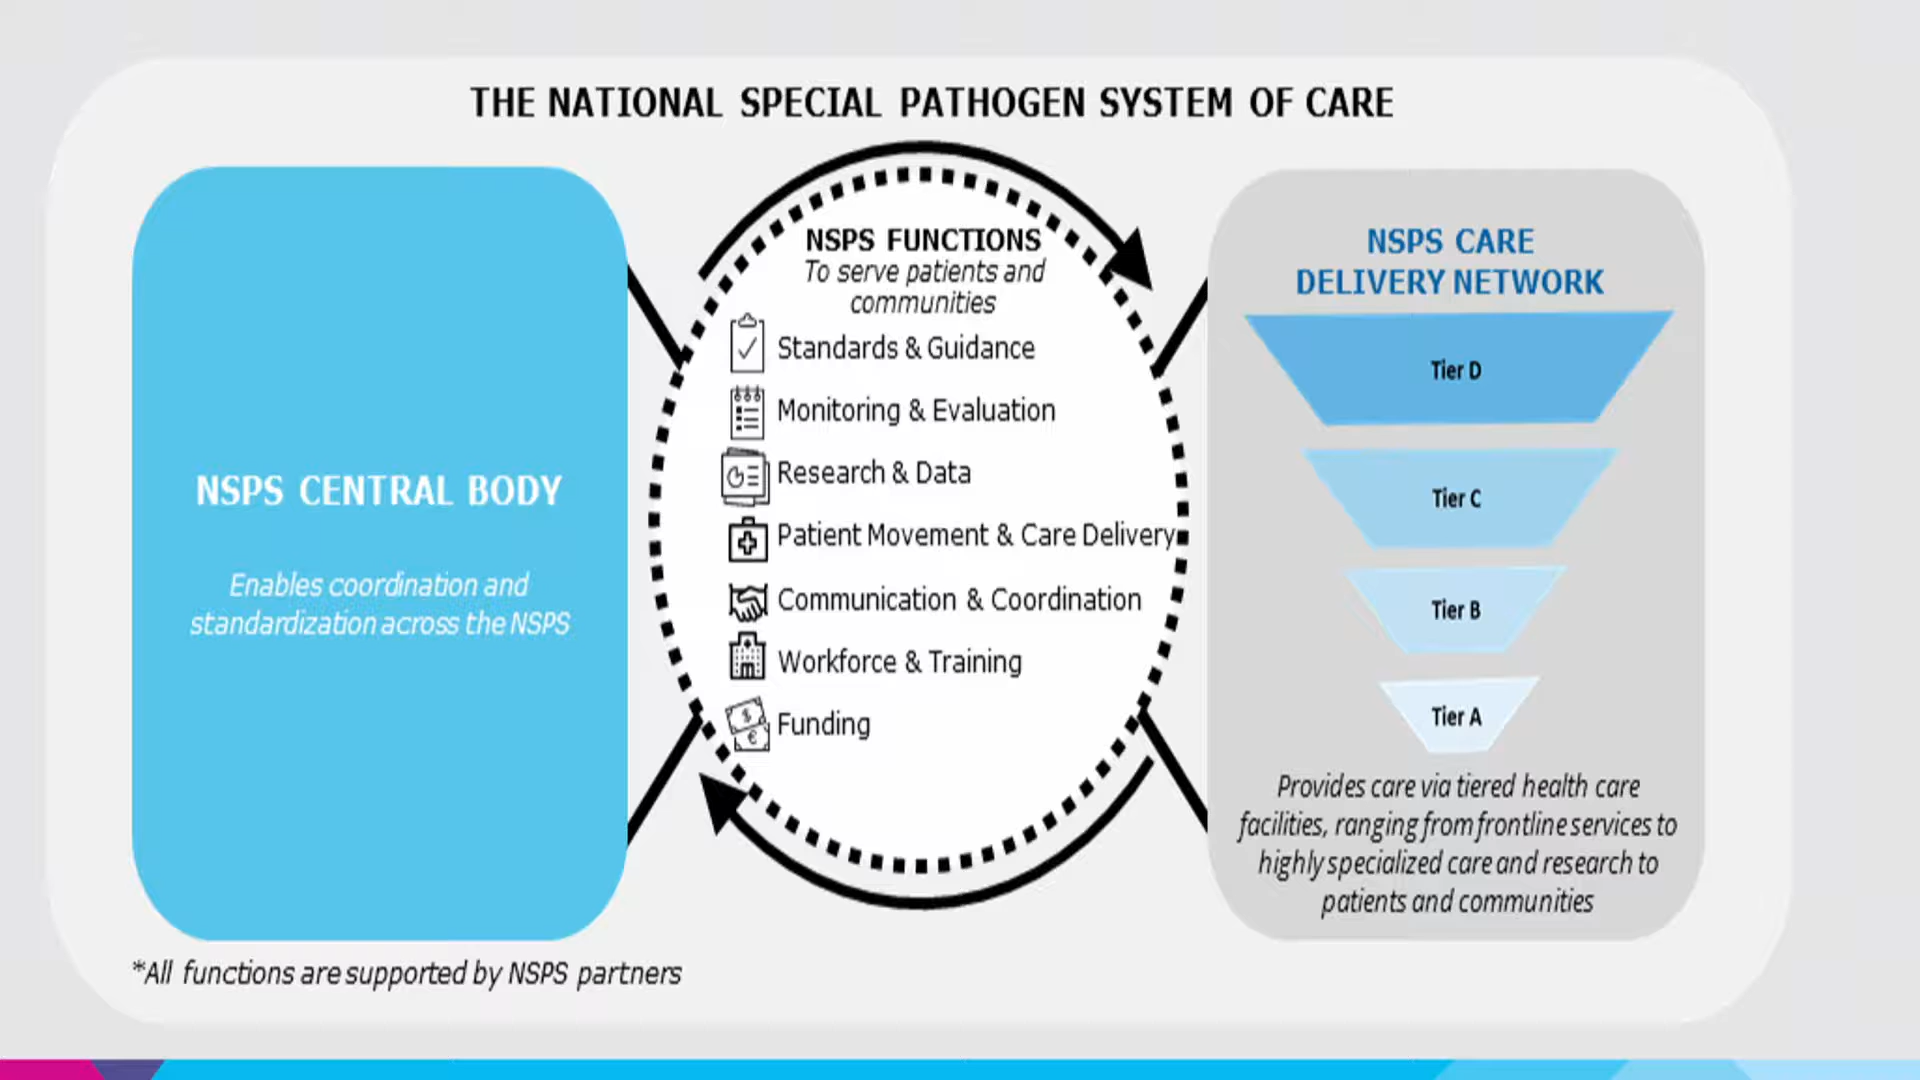 THE NATIONAL SPECIAL PATHOGEN SYSTEM OF CARE
NSPS CENTRAL BODY
Enables coordination and
standardization across the NSPS
NSPS FUNCTIONS
To serve patients and
communities
Standards & Guidance
Monitoring & Evaluation
Research & Data
Patient Movement & Care Delivery
Communication & Coordination
Workforce & Training
Funding
NSPS CARE
DELIVERY NETWORK
Tier D
Tier C
Tier B
Tier A
Provides care via tiered health care
facilities, ranging from frontline services to
highly specialized care and research to
patients and communities
*All functions are supported by NSPS partners